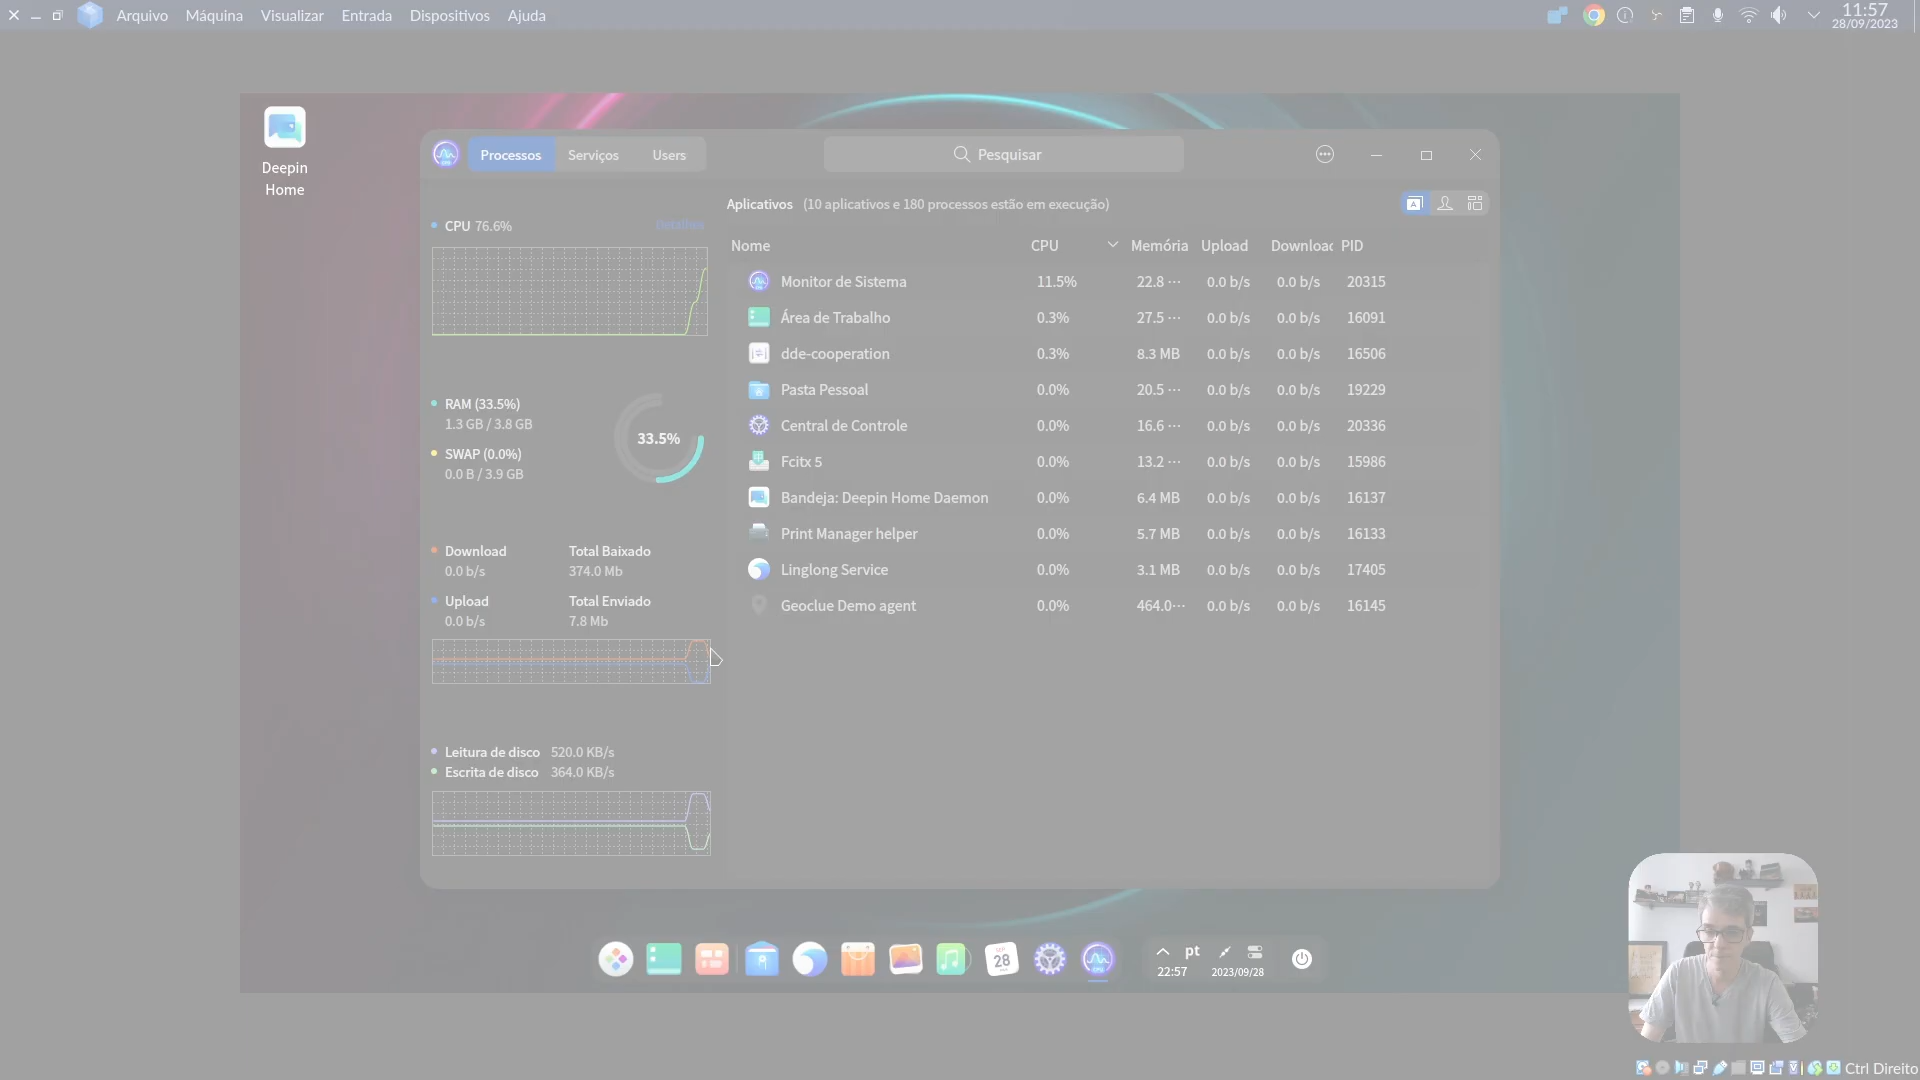 Arquivo Máquina Visualizar Entrada Dispositivos Ajuda
11:57
28/09/2023
Deepin
Home
Processos Serviços Users
Pesquisar
Aplicativos (10 aplicativos e 180 processos estão em execução)
CPU 76.6% Detalhes
Nome CPU Memória Upload Downloac PID
Monitor de Sistema 11.5% 22.8 ··· 0.0 b/s 0.0 b/s 20315
Área de Trabalho 0.3% 27.5 ··· 0.0 b/s 0.0 b/s 16091
dde-cooperation 0.3% 8.3 MB 0.0 b/s 0.0 b/s 16506
Pasta Pessoal 0.0% 20.5 ··· 0.0 b/s 0.0 b/s 19229
Central de Controle 0.0% 16.6 ··· 0.0 b/s 0.0 b/s 20336
Fcitx 5 0.0% 13.2 ··· 0.0 b/s 0.0 b/s 15986
Bandeja: Deepin Home Daemon 0.0% 6.4 MB 0.0 b/s 0.0 b/s 16137
Print Manager helper 0.0% 5.7 MB 0.0 b/s 0.0 b/s 16133
Linglong Service 0.0% 3.1 MB 0.0 b/s 0.0 b/s 17405
Geoclue Demo agent 0.0% 464.0··· 0.0 b/s 0.0 b/s 16145
RAM (33.5%)
1.3 GB / 3.8 GB
33.5%
SWAP (0.0%)
0.0 B / 3.9 GB
Download Total Baixado
0.0 b/s 374.0 Mb
Upload Total Enviado
0.0 b/s 7.8 Mb
Leitura de disco 520.0 KB/s
Escrita de disco 364.0 KB/s
28
pt
22:57 2023/09/28
Ctrl Direito